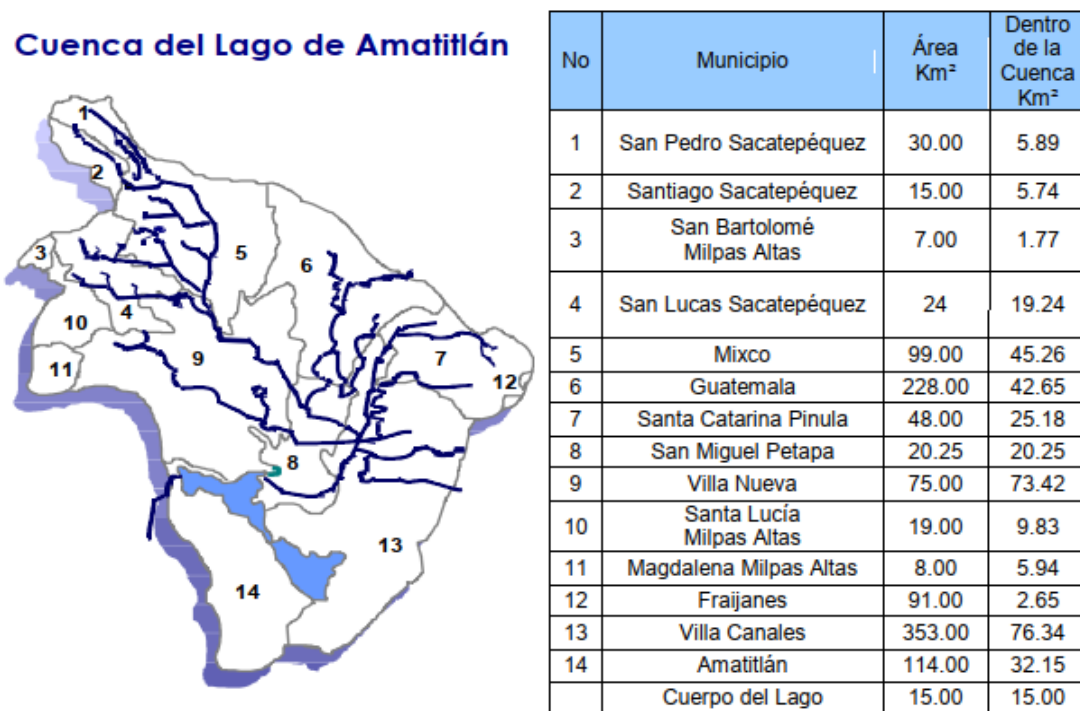 Cuenca del Lago de Amatitlán
1
2
3
4
5
6
7
8
9
10
11
12
13
14
No Municipio Área Km² Dentro de la Cuenca Km²
1 San Pedro Sacatepéquez 30.00 5.89
2 Santiago Sacatepéquez 15.00 5.74
3 San Bartolomé Milpas Altas 7.00 1.77
4 San Lucas Sacatepéquez 24 19.24
5 Mixco 99.00 45.26
6 Guatemala 228.00 42.65
7 Santa Catarina Pinula 48.00 25.18
8 San Miguel Petapa 20.25 20.25
9 Villa Nueva 75.00 73.42
10 Santa Lucía Milpas Altas 19.00 9.83
11 Magdalena Milpas Altas 8.00 5.94
12 Fraijanes 91.00 2.65
13 Villa Canales 353.00 76.34
14 Amatitlán 114.00 32.15
Cuerpo del Lago 15.00 15.00